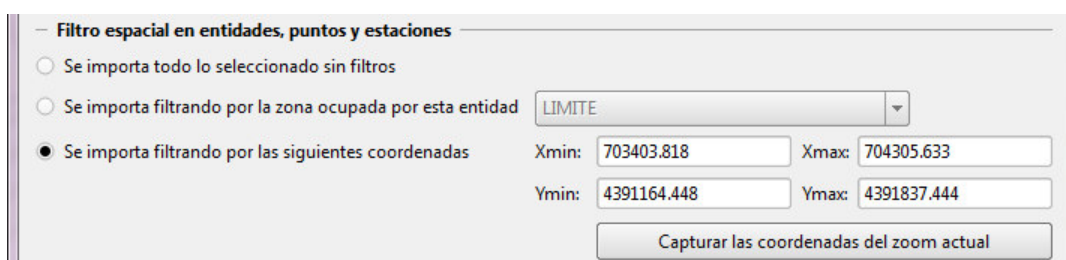 Filtro espacial en entidades, puntos y estaciones
Se importa todo lo seleccionado sin filtros
Se importa filtrando por la zona ocupada por esta entidad LIMITE
Se importa filtrando por las siguientes coordenadas Xmin: 703403.818 Xmax: 704305.633
Ymin: 4391164.448 Ymax: 4391837.444
Capturar las coordenadas del zoom actual